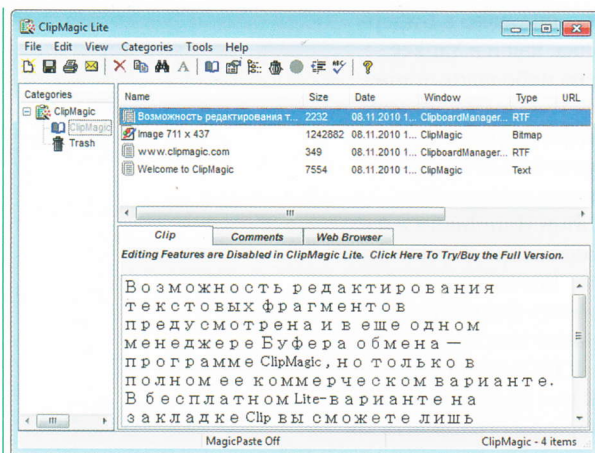 ClipMagic Lite
File Edit View Categories Tools Help
Categories
ClipMagic
ClipMagic
Trash
Name Size Date Window Type URL
Возможность редактирования т... 2232 08.11.2010 1... ClipboardManager... RTF
Image 711 x 437 1242882 08.11.2010 1... ClipMagic Bitmap
www.clipmagic.com 349 08.11.2010 1... ClipboardManager... RTF
Welcome to ClipMagic 7554 08.11.2010 1... ClipMagic Text
Clip Comments Web Browser
Editing Features are Disabled in ClipMagic Lite. Click Here To Try/Buy the Full Version.
Возможность редактирования
текстовых фрагментов
предусмотрена и в еще одном
менеджере Буфера обмена —
программе ClipMagic, но только в
полном ее коммерческом варианте.
В бесплатном Lite-варианте на
закладке Clip вы сможете лишь
MagicPaste Off ClipMagic - 4 items